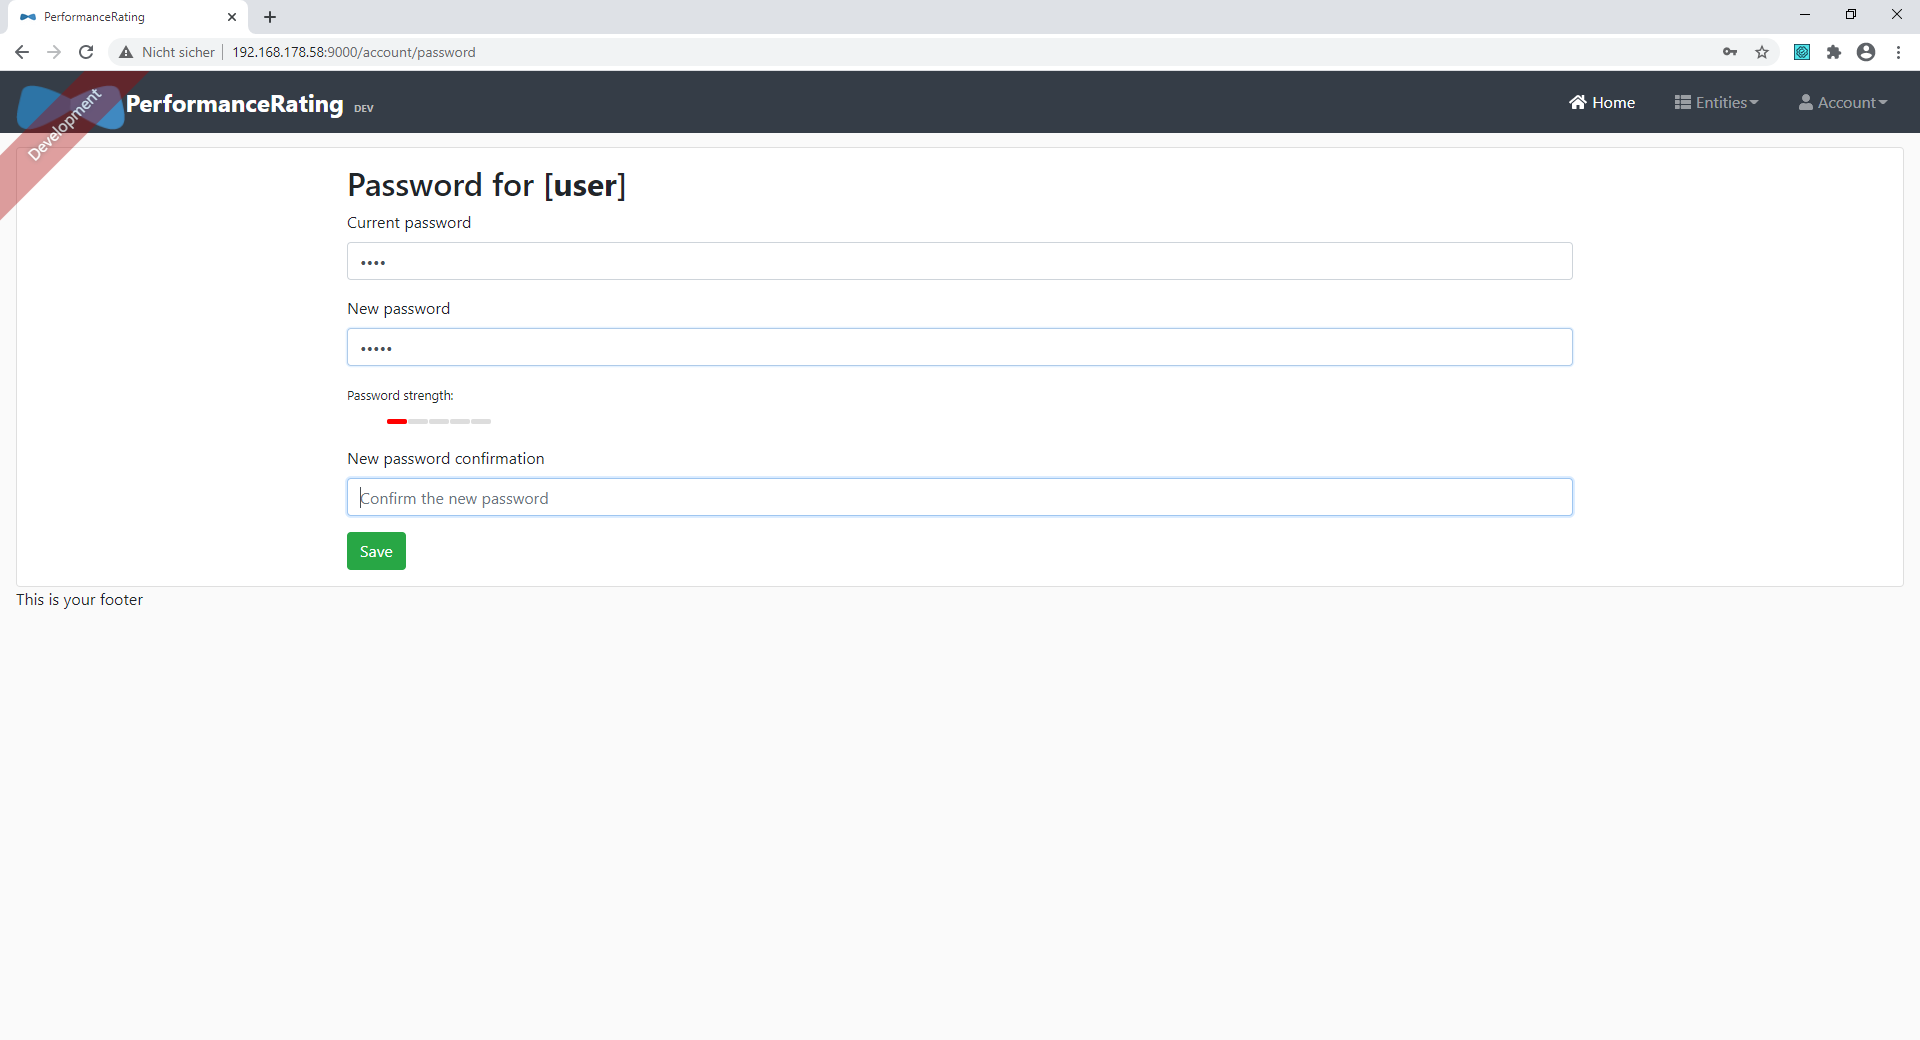 PerformanceRating
Nicht sicher
192.168.178.58:9000/account/password
Development
PerformanceRating DEV
Home
Entities
Account
Password for [user]
Current password
••••
New password
•••••
Password strength:
New password confirmation
Confirm the new password
Save
This is your footer